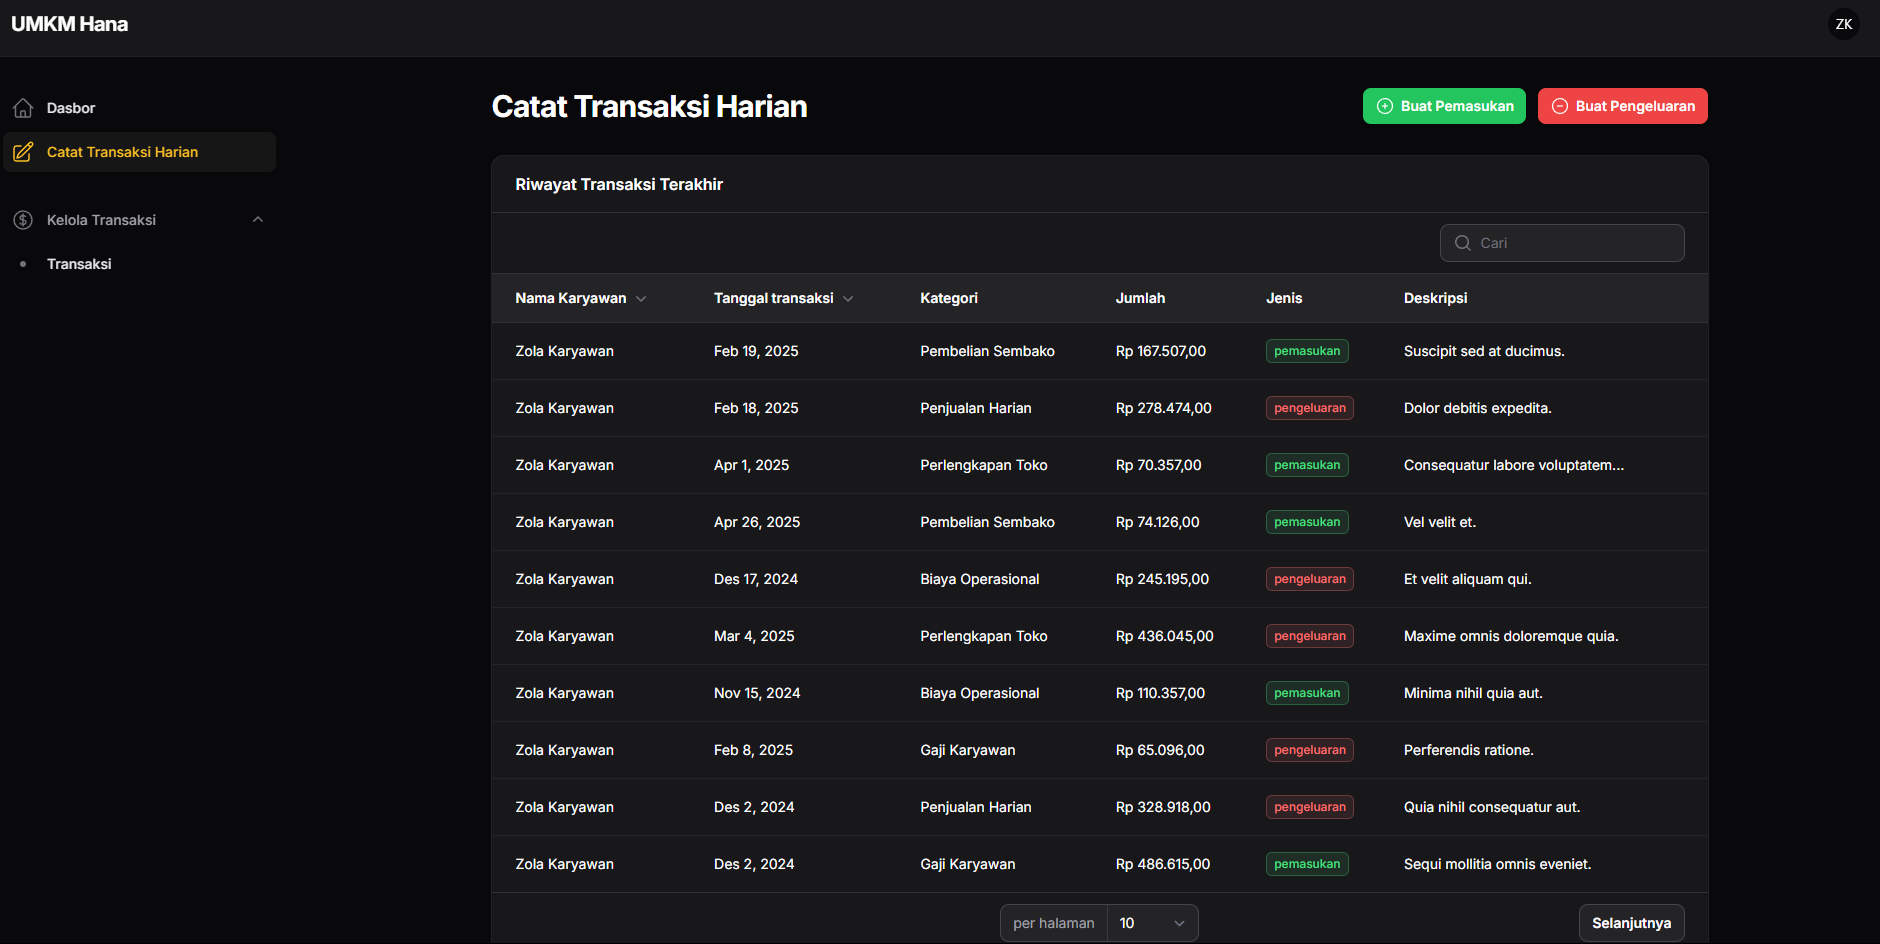 UMKM Hana
ZK
Dasbor
Catat Transaksi Harian
Kelola Transaksi
Transaksi
Catat Transaksi Harian
Buat Pemasukan
Buat Pengeluaran
Riwayat Transaksi Terakhir
Cari
Nama Karyawan Tanggal transaksi Kategori Jumlah Jenis Deskripsi
Zola Karyawan Feb 19, 2025 Pembelian Sembako Rp 167.507,00 pemasukan Suscipit sed at ducimus.
Zola Karyawan Feb 18, 2025 Penjualan Harian Rp 278.474,00 pengeluaran Dolor debitis expedita.
Zola Karyawan Apr 1, 2025 Perlengkapan Toko Rp 70.357,00 pemasukan Consequatur labore voluptatem...
Zola Karyawan Apr 26, 2025 Pembelian Sembako Rp 74.126,00 pemasukan Vel velit et.
Zola Karyawan Des 17, 2024 Biaya Operasional Rp 245.195,00 pengeluaran Et velit aliquam qui.
Zola Karyawan Mar 4, 2025 Perlengkapan Toko Rp 436.045,00 pengeluaran Maxime omnis doloremque quia.
Zola Karyawan Nov 15, 2024 Biaya Operasional Rp 110.357,00 pemasukan Minima nihil quia aut.
Zola Karyawan Feb 8, 2025 Gaji Karyawan Rp 65.096,00 pengeluaran Perferendis ratione.
Zola Karyawan Des 2, 2024 Penjualan Harian Rp 328.918,00 pengeluaran Quia nihil consequatur aut.
Zola Karyawan Des 2, 2024 Gaji Karyawan Rp 486.615,00 pemasukan Sequi mollitia omnis eveniet.
per halaman 10
Selanjutnya